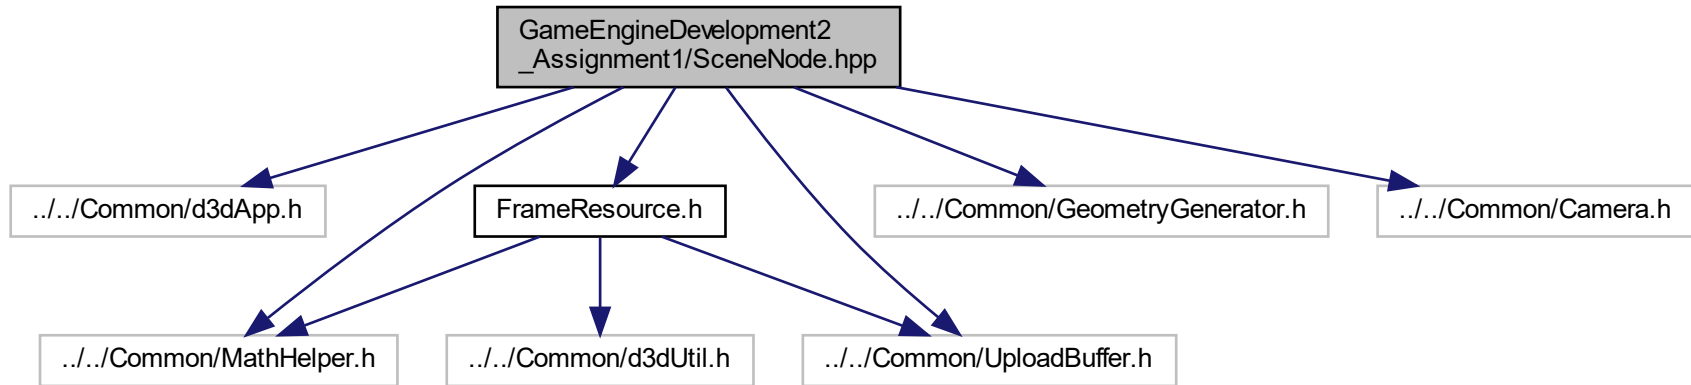 GameEngineDevelopment2
_Assignment1/SceneNode.hpp
../../Common/d3dApp.h
FrameResource.h
../../Common/GeometryGenerator.h
../../Common/Camera.h
../../Common/MathHelper.h
../../Common/d3dUtil.h
../../Common/UploadBuffer.h